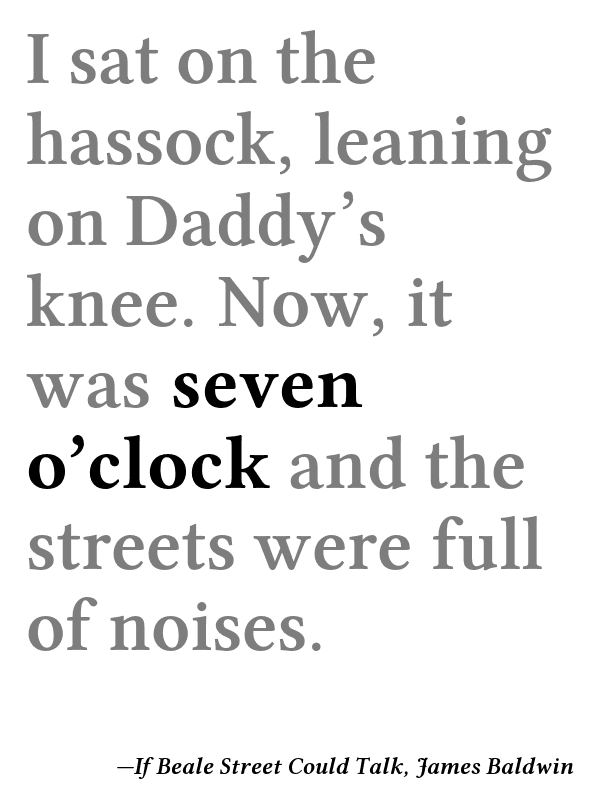 I sat on the
hassock, leaning
on Daddy’s
knee. Now, it
was seven
o’clock and the
streets were full
of noises.
—If Beale Street Could Talk, James Baldwin